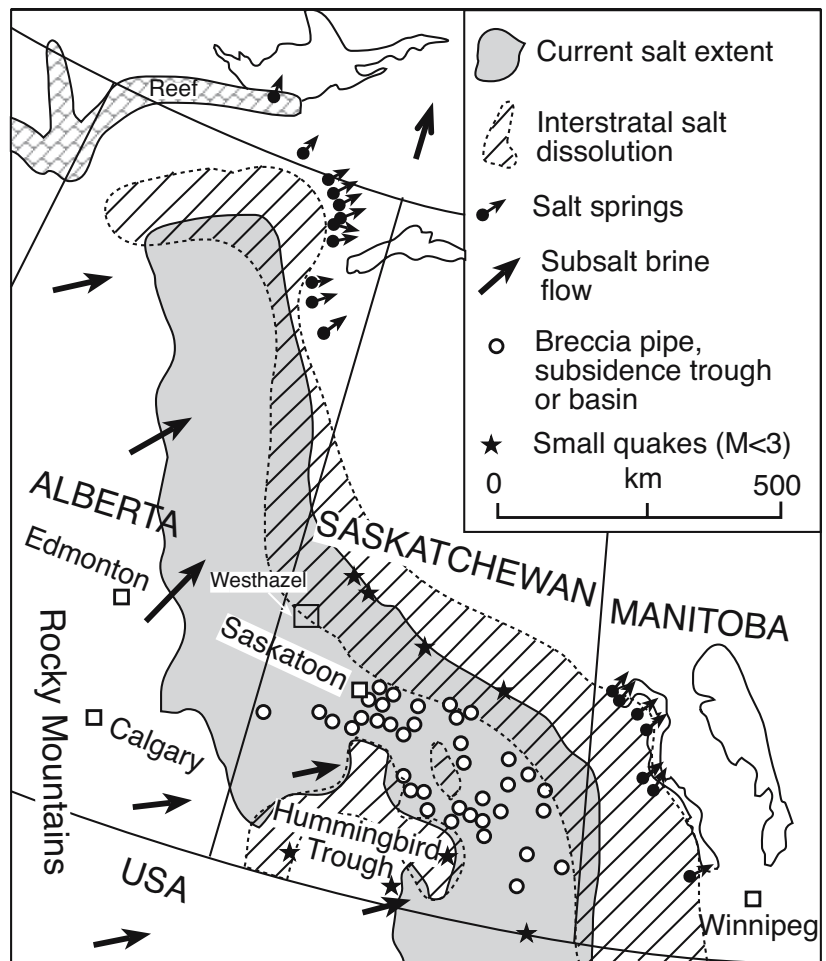 Reef
Current salt extent
Interstratal salt
dissolution
Salt springs
Subsalt brine
flow
Breccia pipe,
subsidence trough
or basin
Small quakes (M<3)
km
0
500
ALBERTA
SASKATCHEWAN
MANITOBA
Edmonton
Westhazel
Saskatoon
Rocky Mountains
Calgary
Hummingbird
Trough
USA
Winnipeg